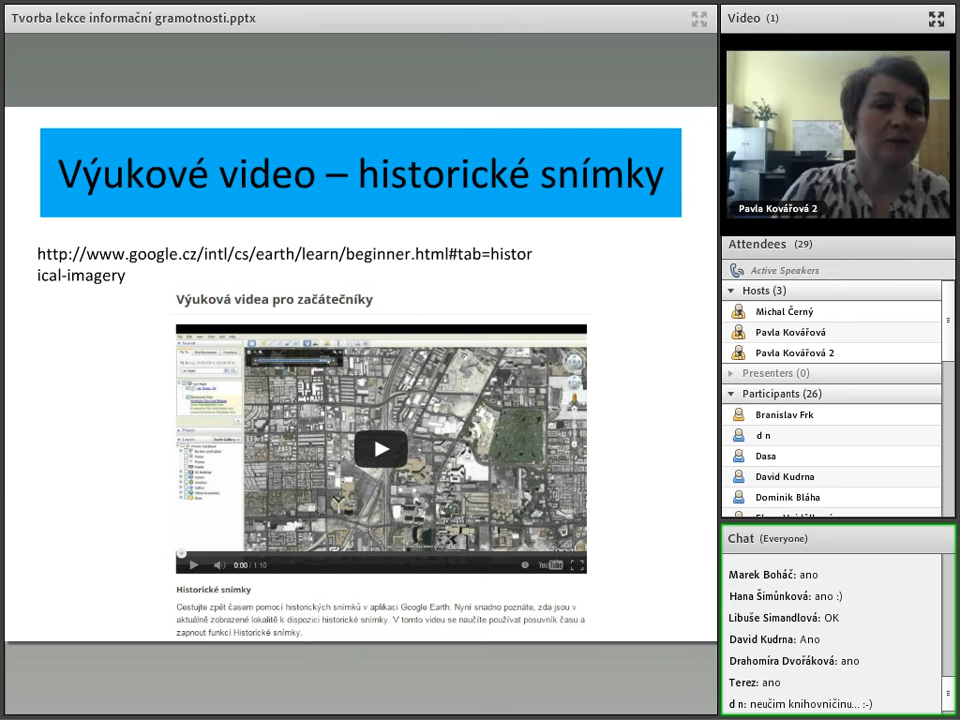 Tvorba lekce informační gramotnosti.pptx
Výukové video – historické snímky
http://www.google.cz/intl/cs/earth/learn/beginner.html#tab=histor
ical-imagery
Výuková videa pro začátečníky
0:00 / 1:10
YouTube
Historické snímky
Cestujte zpět časem pomocí historických snímků v aplikaci Google Earth. Nyní snadno poznáte, zda jsou v
aktuálně zobrazené lokalitě k dispozici historické snímky. V tomto videu se naučíte používat posuvník času a
zapnout funkci Historické snímky.
Video (1)
Pavla Kovářová 2
Attendees (29)
Active Speakers
Hosts (3)
Michal Černý
Pavla Kovářová
Pavla Kovářová 2
Presenters (0)
Participants (26)
Branislav Frk
d n
Dasa
David Kudrna
Dominik Bláha
Chat (Everyone)
Marek Boháč: ano
Hana Šimůnková: ano :)
Libuše Simandlová: OK
David Kudrna: Ano
Drahomíra Dvořáková: ano
Terez: ano
d n: neučim knihovničinu... :-)